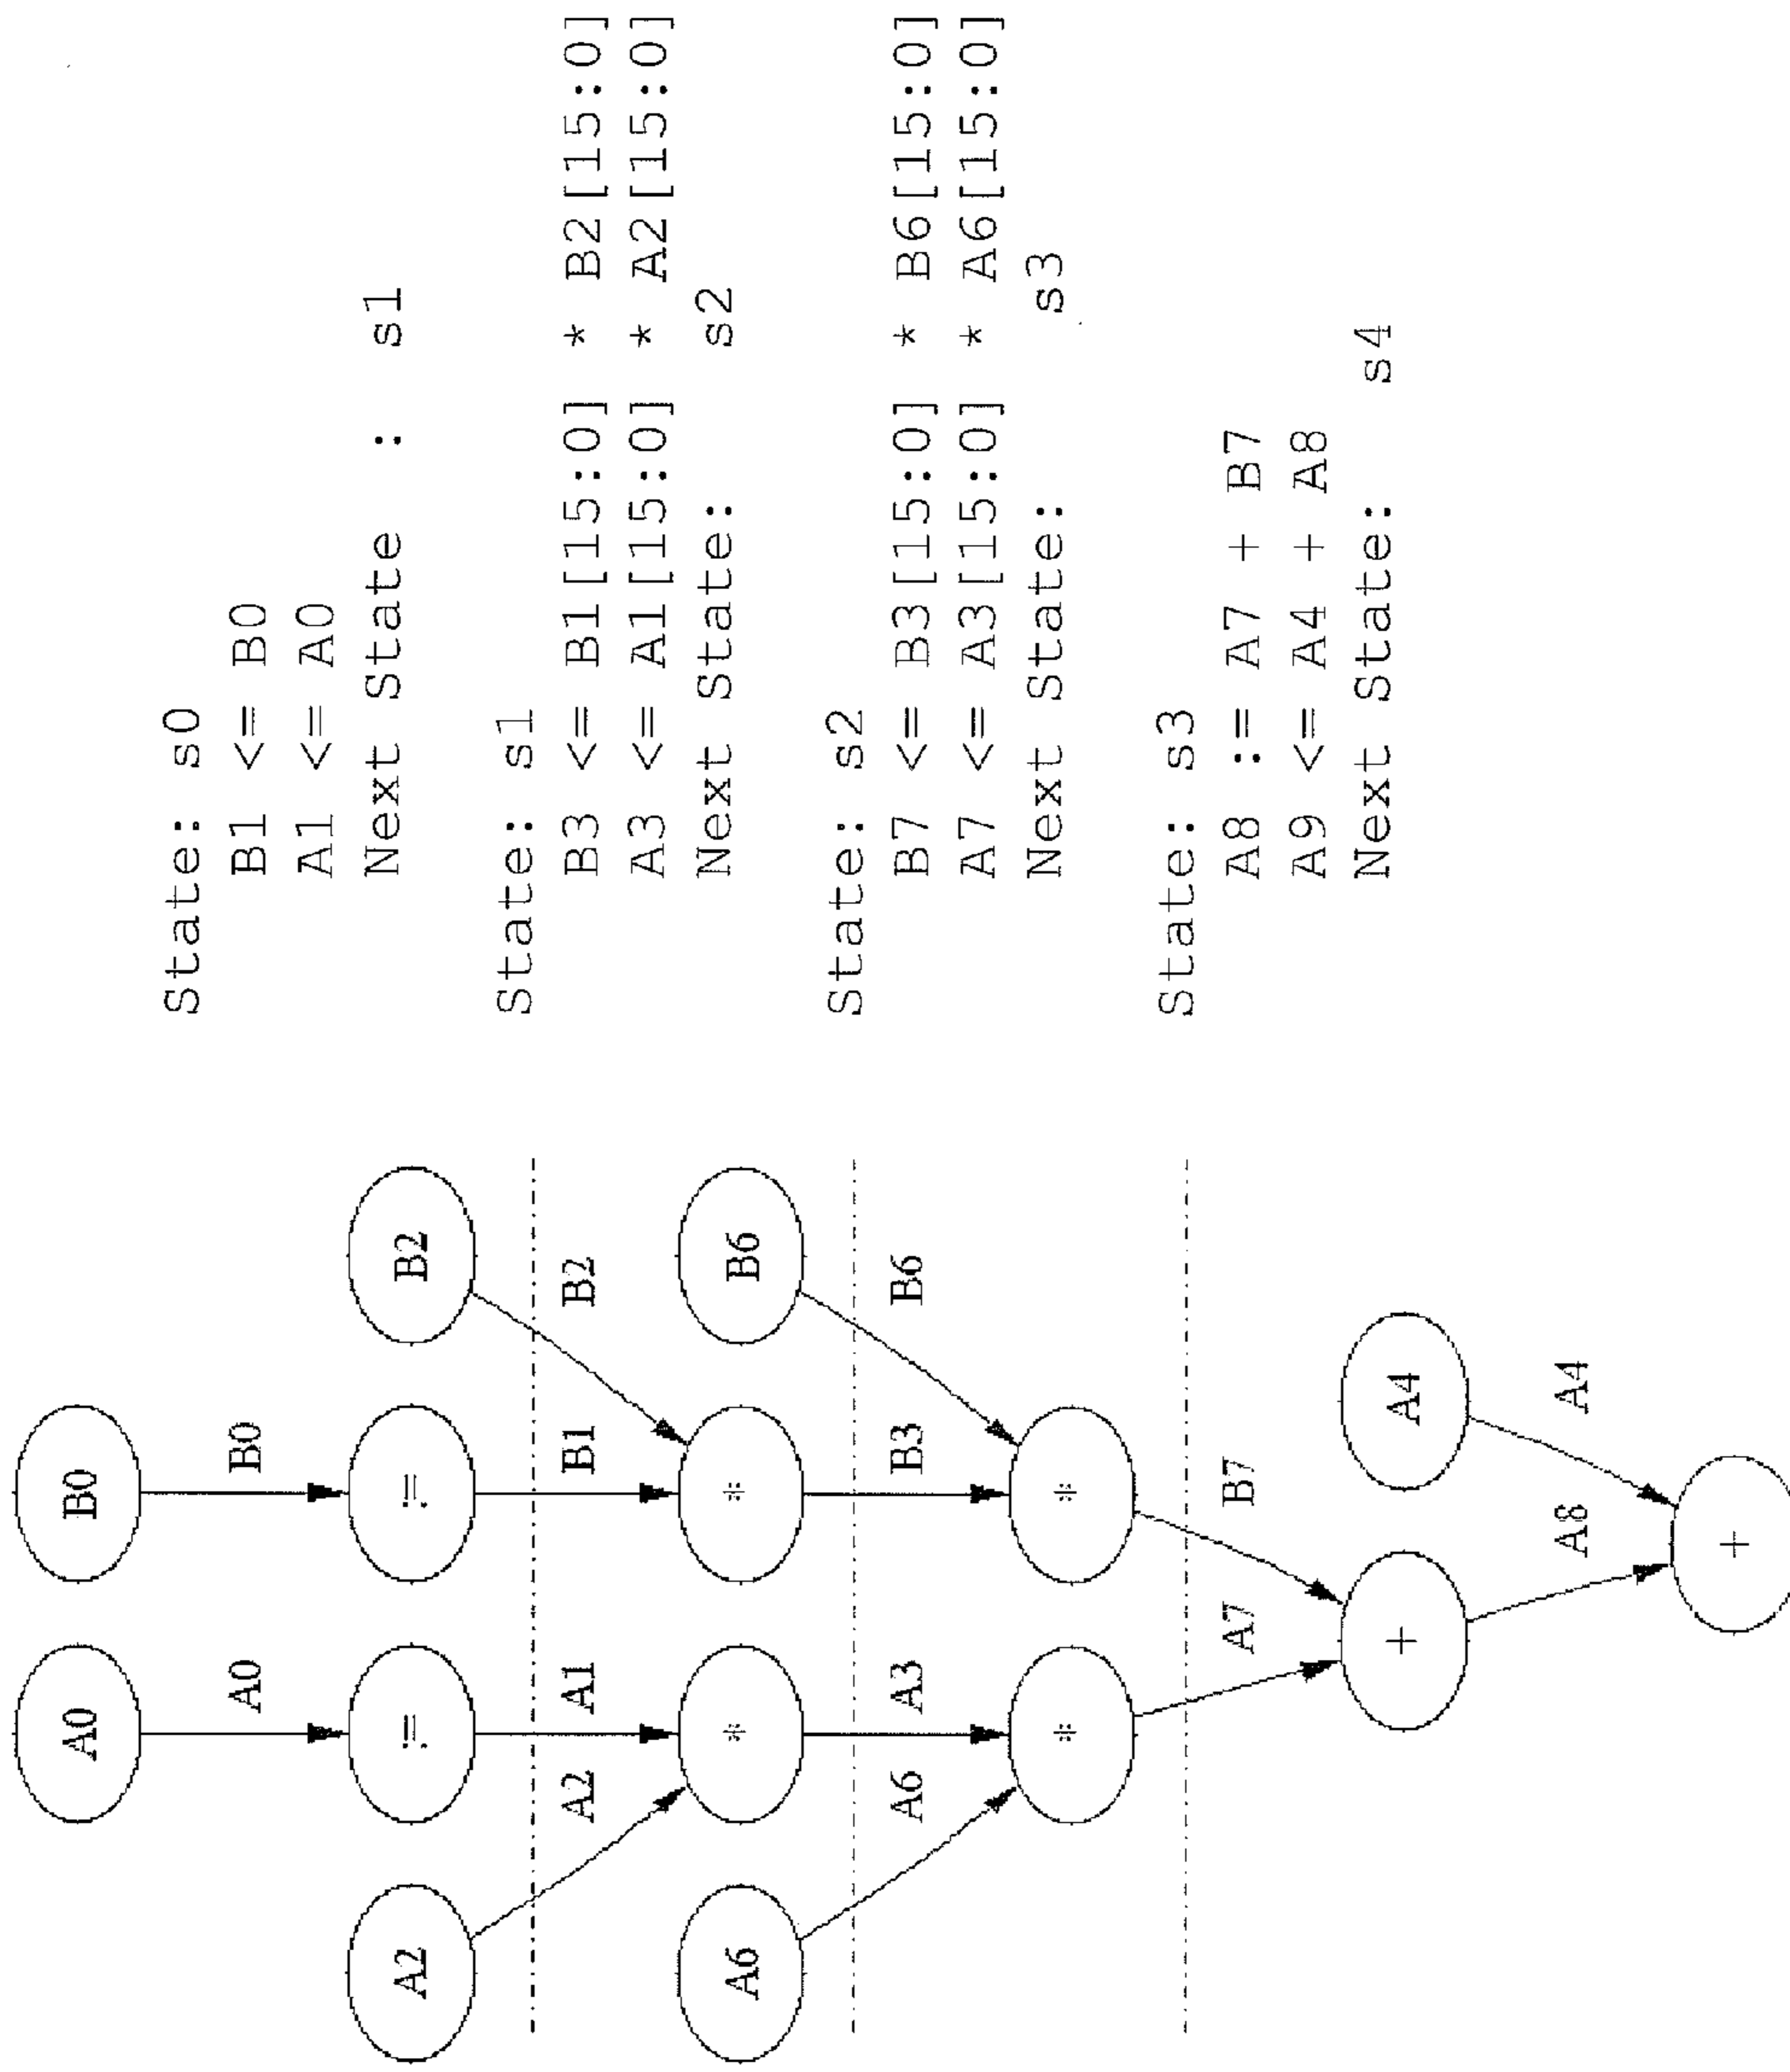 A0 B0
A0 B0
A2 := := B2
A2 A1 B1 B2
A6 * * B6
A6 A3 B3 B6
* *
A7 B7
+ A4
A8 A4
+
State: s0
B1 <= B0
A1 <= A0
Next State : s1
State: s1
B3 <= B1[15:0] * B2[15:0]
A3 <= A1[15:0] * A2[15:0]
Next State: s2
State: s2
B7 <= B3[15:0] * B6[15:0]
A7 <= A3[15:0] * A6[15:0]
Next State: s3
State: s3
A8 := A7 + B7
A9 <= A4 + A8
Next State: s4